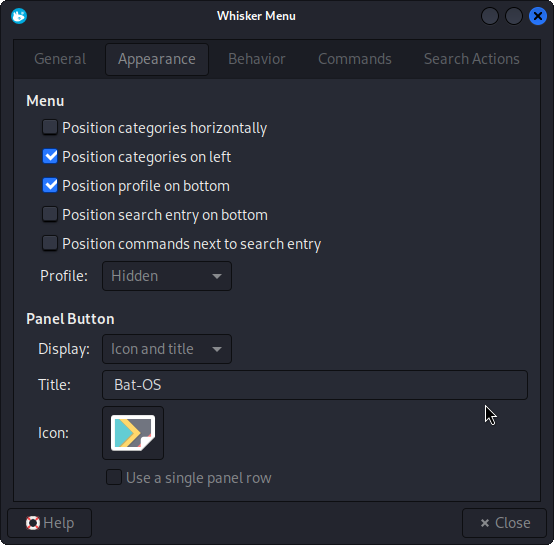 Whisker Menu
General Appearance Behavior Commands Search Actions
Menu
Position categories horizontally
Position categories on left
Position profile on bottom
Position search entry on bottom
Position commands next to search entry
Profile: Hidden
Panel Button
Display: Icon and title
Title: Bat-OS
Icon:
Use a single panel row
Help Close